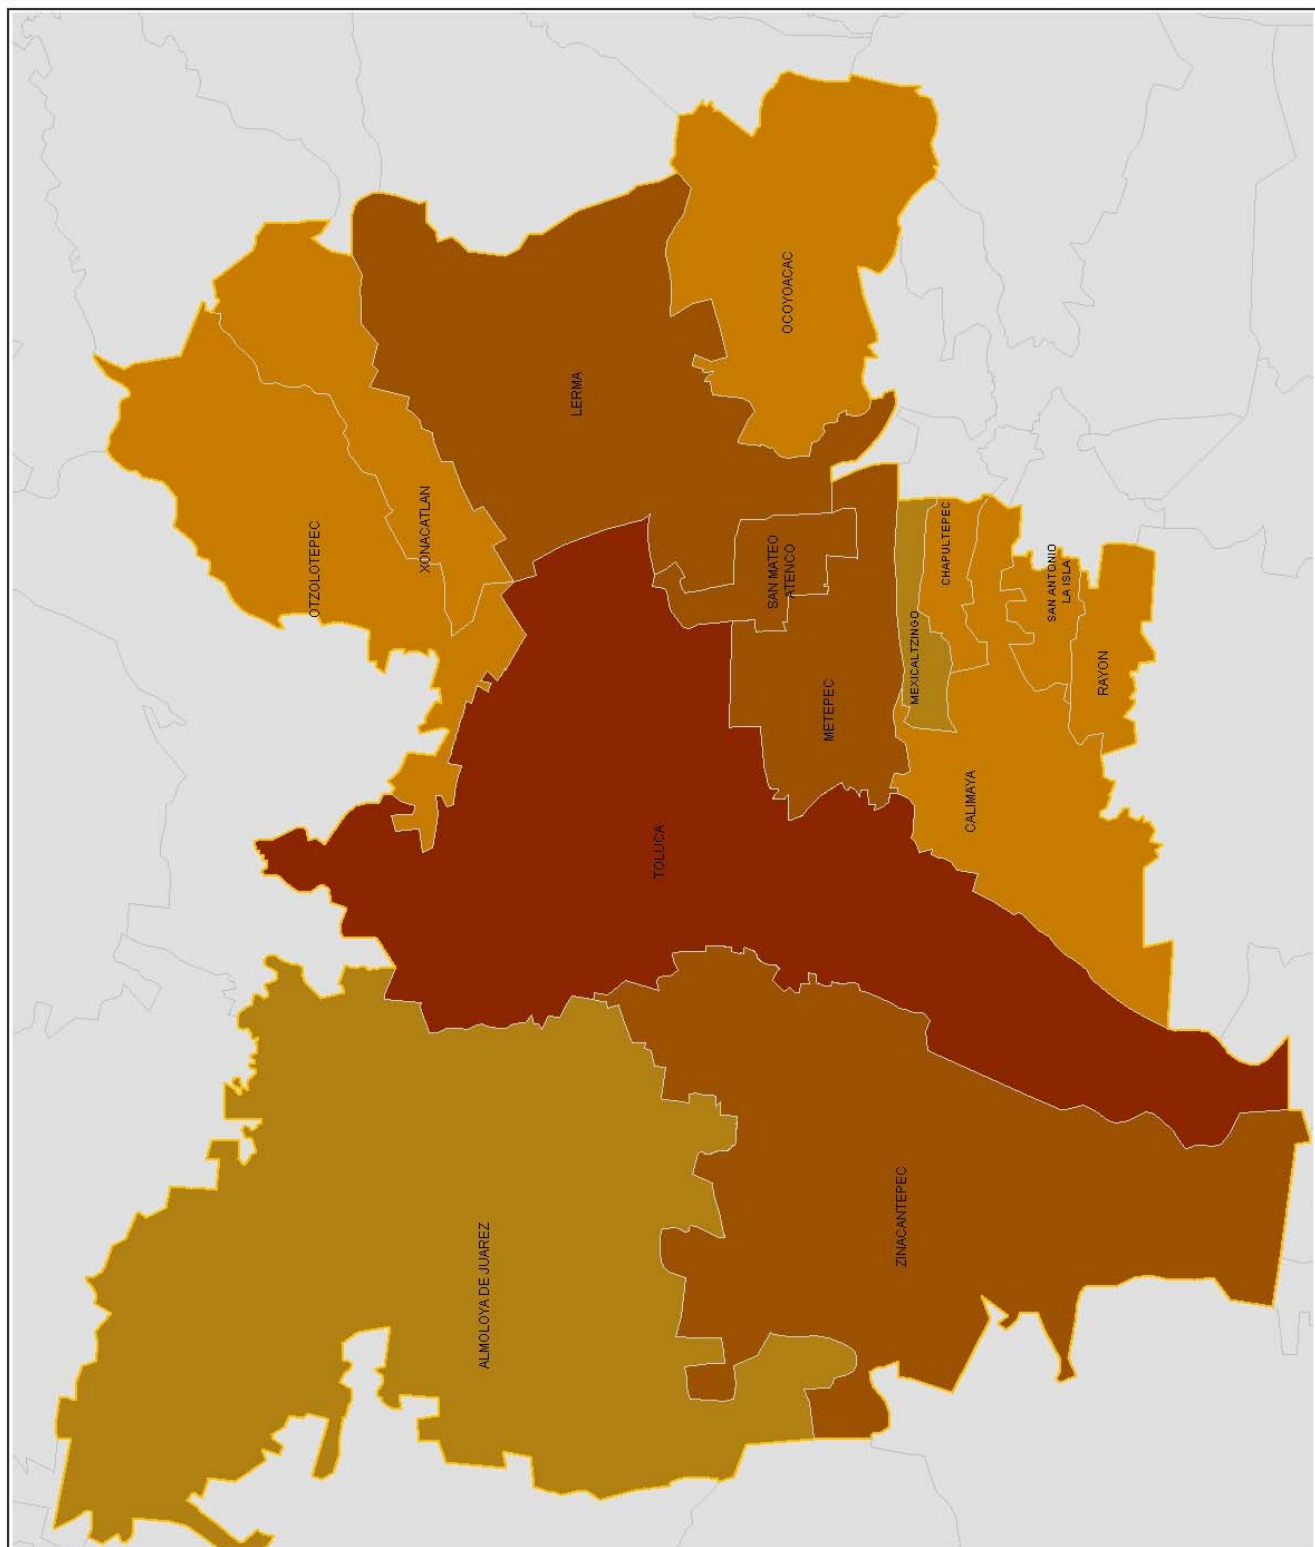 OCOYOACAC
LERMA
XONACATLAN
OTZOLOTEPEC
SAN MATEO
ATENCO
CHAPULTEPEC
SAN ANTONIO
LA ISLA
MEXICALTZINGO
RAYON
METEPEC
CALIMAYA
TOLUCA
ZINACANTEPEC
ALMOLOYA DE JUAREZ